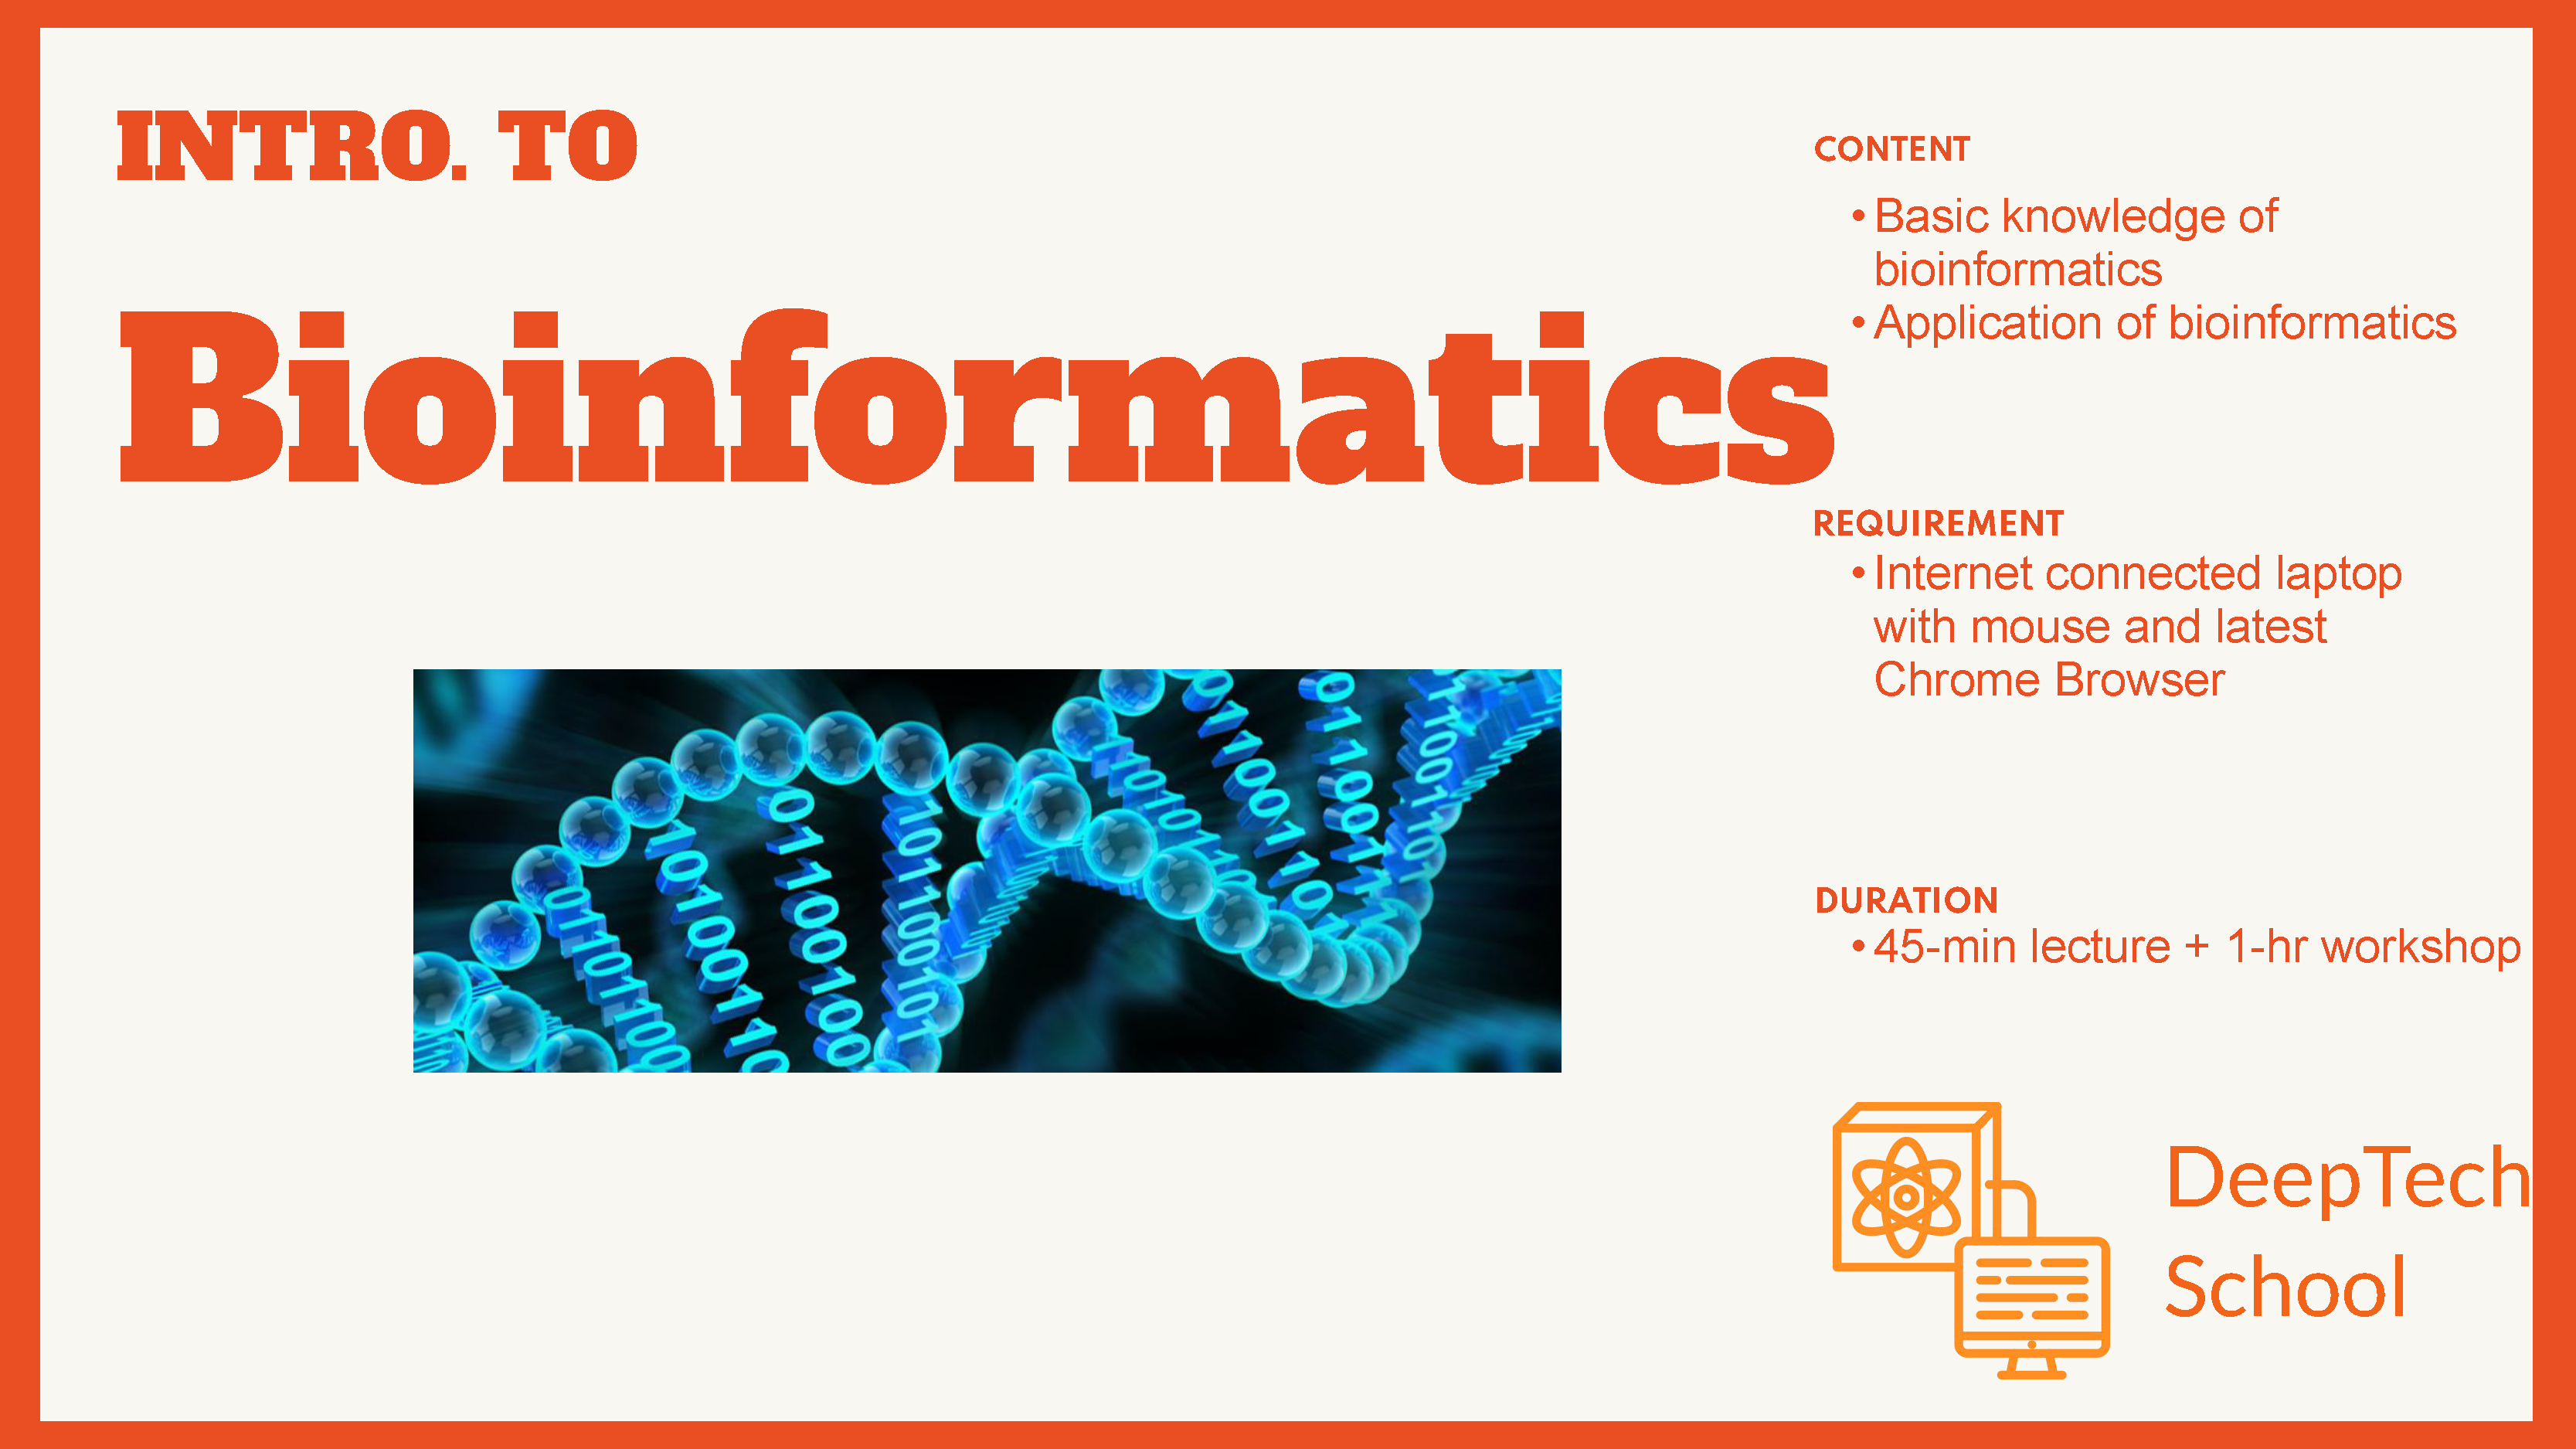 INTRO. TO
Bioinformatics
CONTENT
• Basic knowledge of
bioinformatics
• Application of bioinformatics
REQUIREMENT
• Internet connected laptop
with mouse and latest
Chrome Browser
DURATION
• 45-min lecture + 1-hr workshop
DeepTech
School